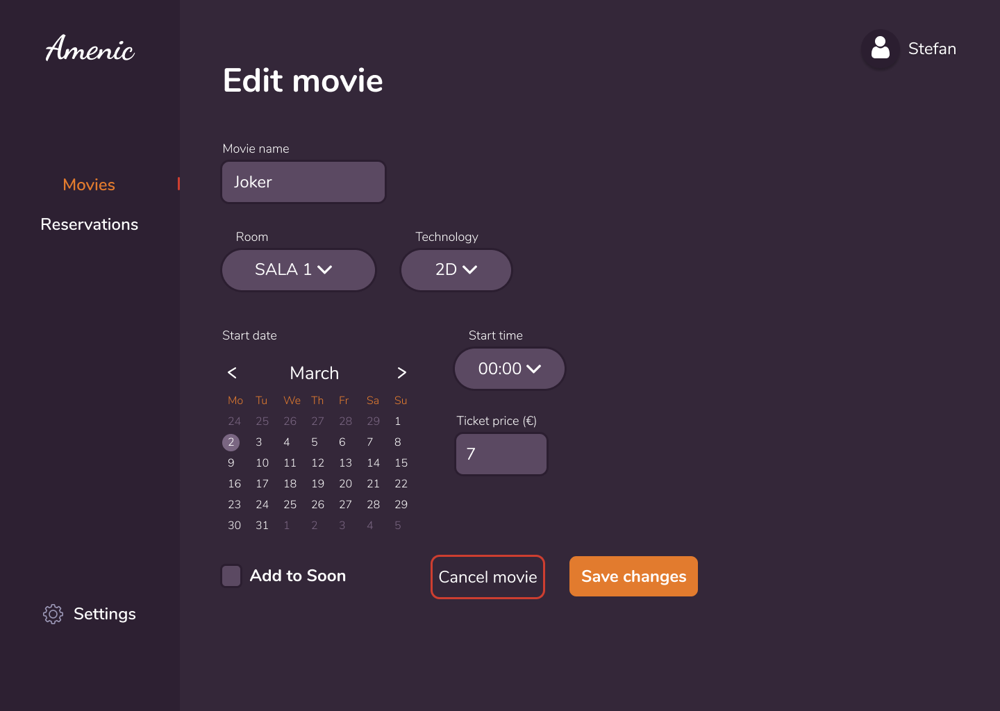 Amenic
Stefan
Edit movie
Movie name
Joker
Movies
Reservations
Room
Technology
SALA 1
2D
Start date
Start time
< March >
00:00
Mo Tu We Th Fr Sa Su
24 25 26 27 28 29 1
Ticket price (€)
2 3 4 5 6 7 8
7
9 10 11 12 13 14 15
16 17 18 19 20 21 22
23 24 25 26 27 28 29
30 31 1 2 3 4 5
Add to Soon
Cancel movie
Save changes
Settings